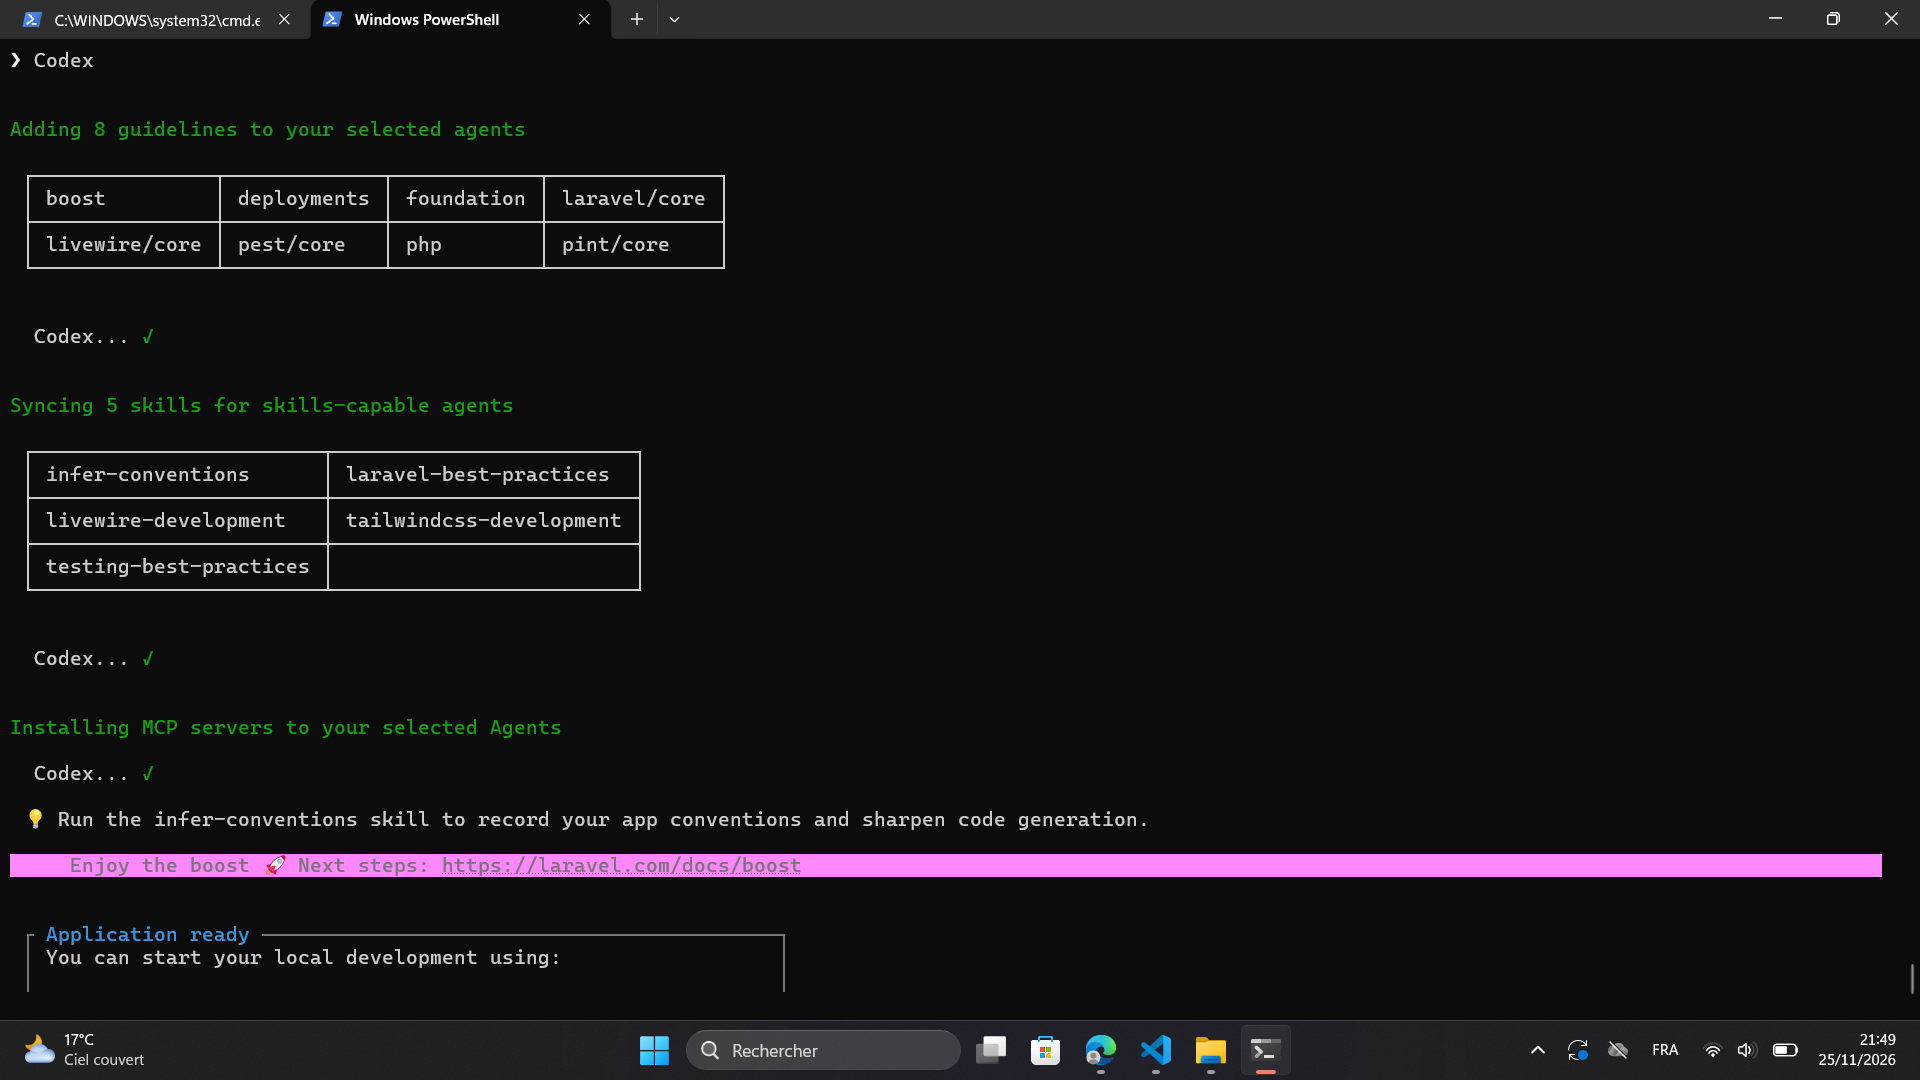 C:\WINDOWS\system32\cmd.e
Windows PowerShell
❯ Codex
Adding 8 guidelines to your selected agents
boost deployments foundation laravel/core
livewire/core pest/core php pint/core
Codex... ✓
Syncing 5 skills for skills-capable agents
infer-conventions laravel-best-practices
livewire-development tailwindcss-development
testing-best-practices
Codex... ✓
Installing MCP servers to your selected Agents
Codex... ✓
💡 Run the infer-conventions skill to record your app conventions and sharpen code generation.
Enjoy the boost 🚀 Next steps: https://laravel.com/docs/boost
Application ready
You can start your local development using:
17°C
Ciel couvert
Rechercher
FRA
21:49
25/11/2026